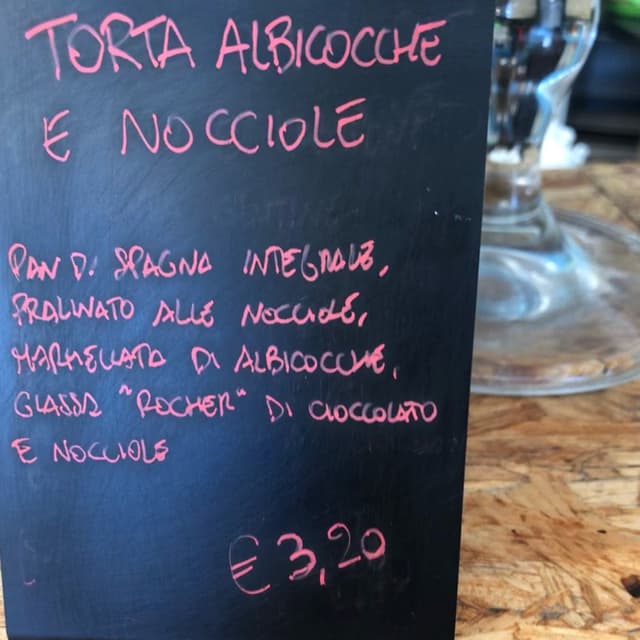 TORTA ALBICOCCHE
E NOCCIOLE
PAN DI SPAGNA INTEGRALE,
PRALINATO ALLE NOCCIOLE,
MARMELLATA DI ALBICOCCHE,
GLASSA "ROCHER" DI CIOCCOLATO
E NOCCIOLE
€ 3,20